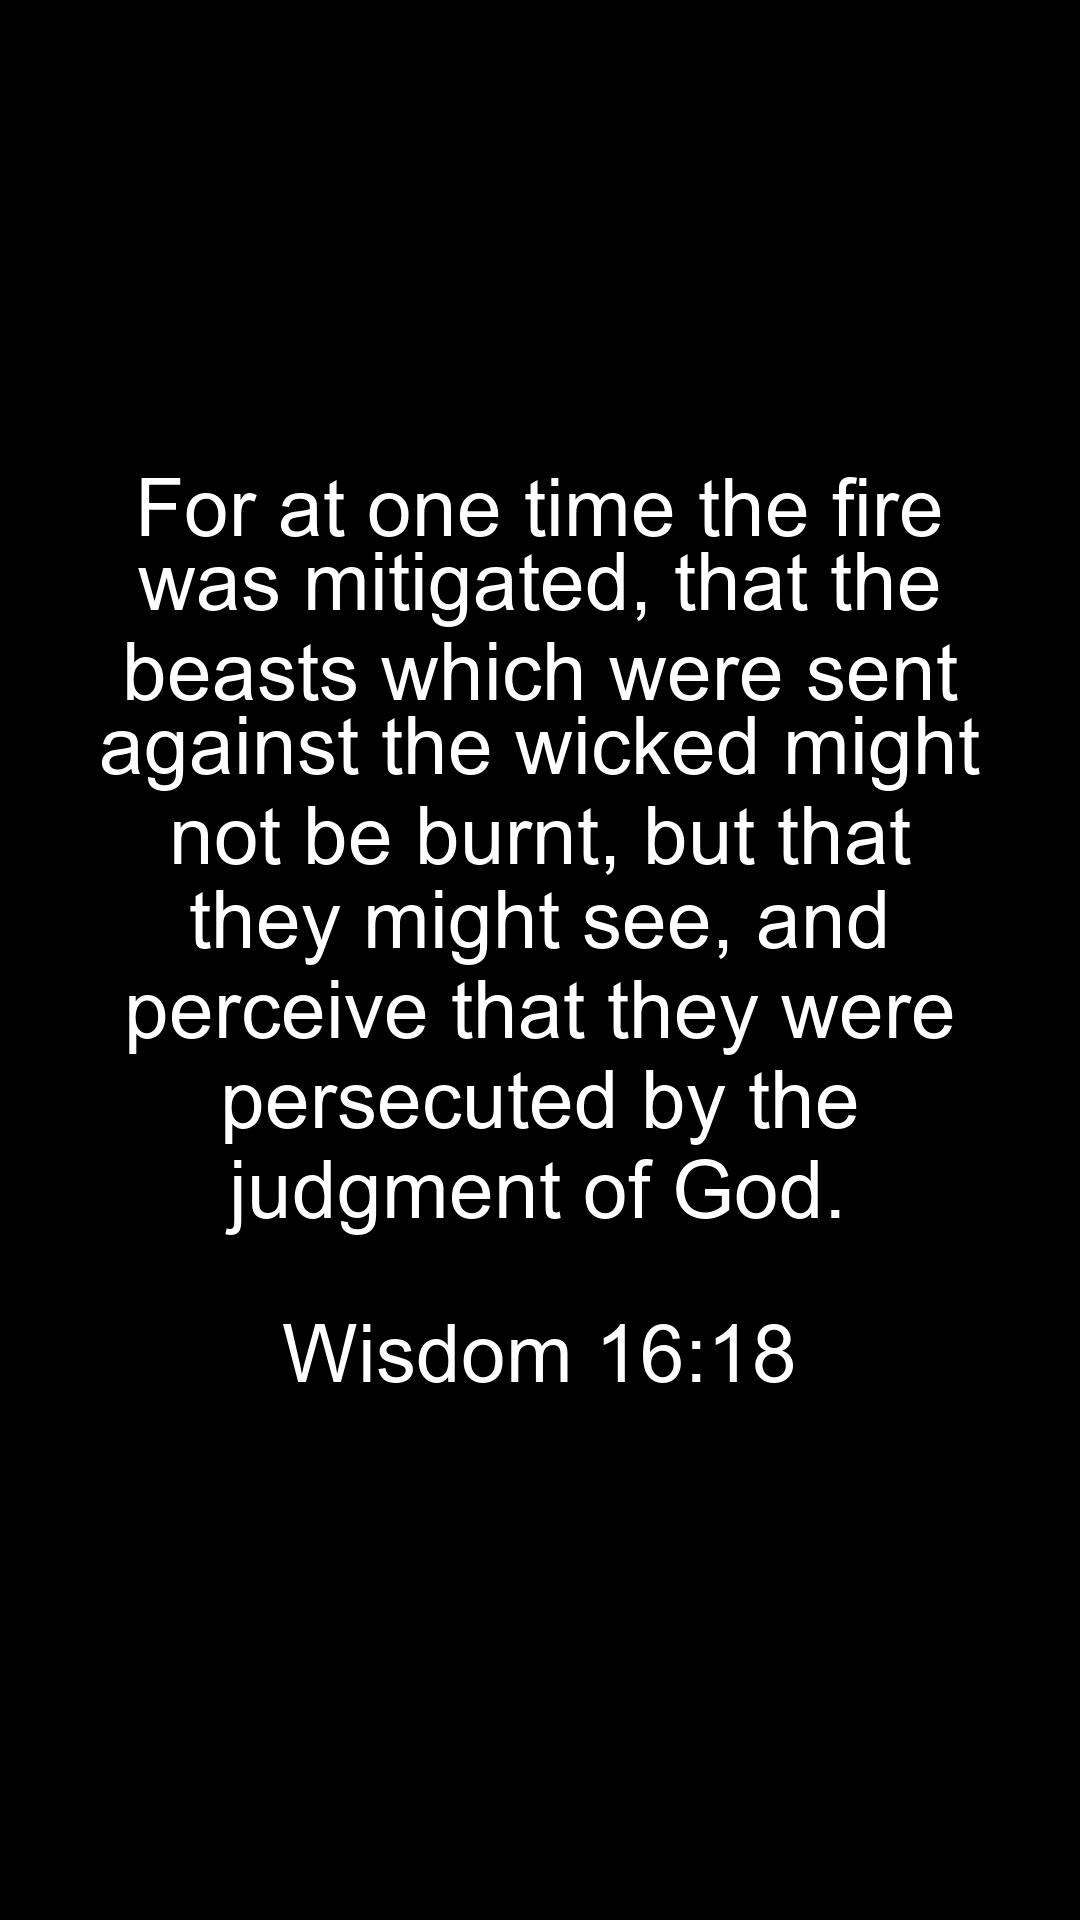 For at one time the fire
was mitigated, that the
beasts which were sent
against the wicked might
not be burnt, but that
they might see, and
perceive that they were
persecuted by the
judgment of God.
Wisdom 16:18